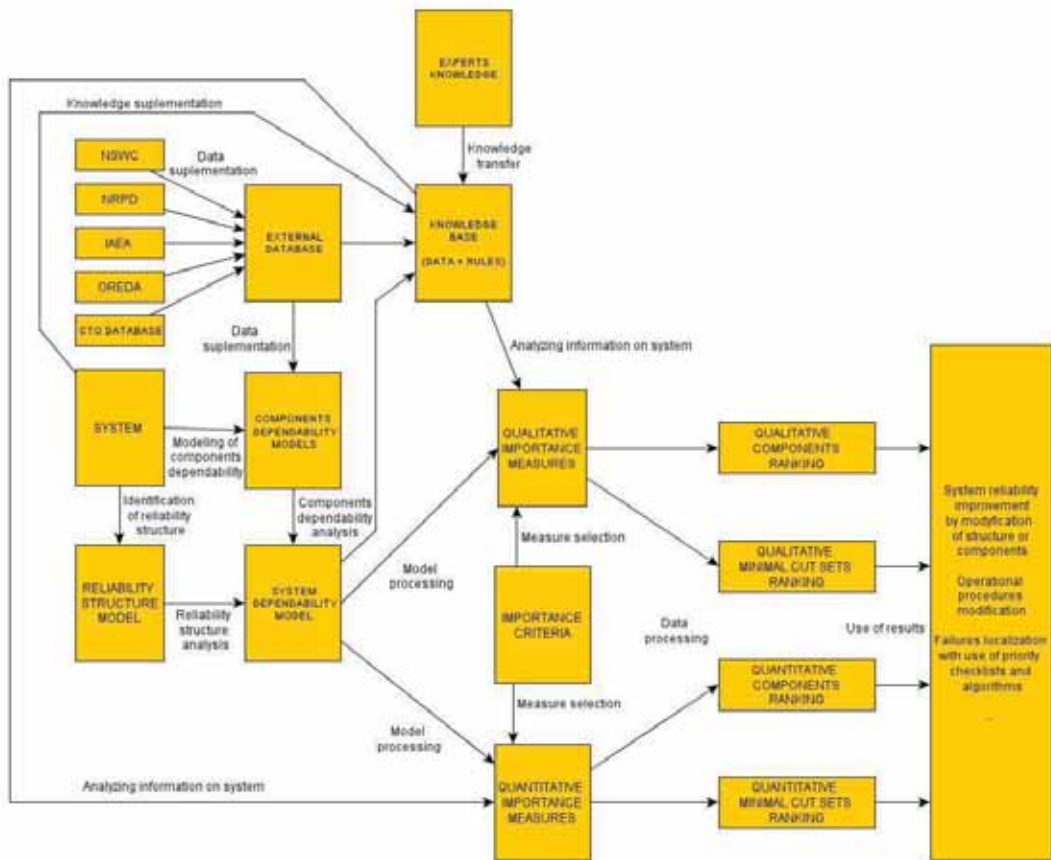 EXPERTS
KNOWLEDGE
Knowledge suplementation
Knowledge
transfer
NSWC
Data
suplementation
NRPD
IAEA
OREDA
CTO DATABASE
EXTERNAL
DATABASE
KNOWLEDGE
BASE
(DATA + RULES)
Data
suplementation
Analyzing information on system
SYSTEM
Modeling of
components
dependability
COMPONENTS
DEPENDABILITY
MODELS
QUALITATIVE
IMPORTANCE
MEASURES
QUALITATIVE
COMPONENTS
RANKING
Identification
of reliability
structure
Components
dependability
analysis
Measure selection
QUALITATIVE
MINIMAL CUT SETS
RANKING
RELIABILITY
STRUCTURE
MODEL
Reliability
structure
analysis
SYSTEM
DEPENDABILITY
MODEL
Model
processing
IMPORTANCE
CRITERIA
Data
processing
Use of results
System reliability
improvement
by modyfication
of structure or
components
Operational
procedures
modification
Failures localization
with use of priority
checklists and
algorithms
...
QUANTITATIVE
COMPONENTS
RANKING
Measure selection
Model
processing
Analyzing information on system
QUANTITATIVE
IMPORTANCE
MEASURES
QUANTITATIVE
MINIMAL CUT SETS
RANKING